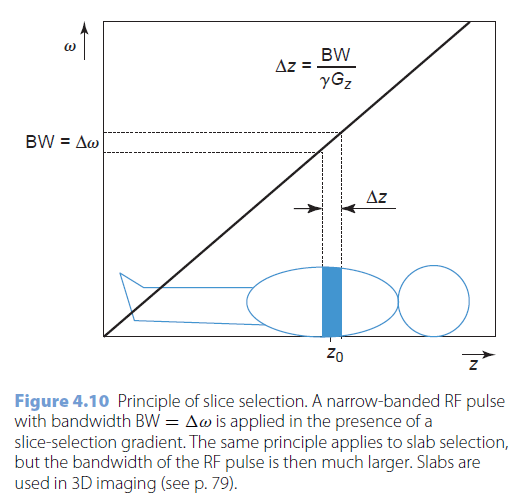 ω
Δz = BW / γGz
BW = Δω
Δz
z0
z
Figure 4.10 Principle of slice selection. A narrow-banded RF pulse
with bandwidth BW = Δω is applied in the presence of a
slice-selection gradient. The same principle applies to slab selection,
but the bandwidth of the RF pulse is then much larger. Slabs are
used in 3D imaging (see p. 79).